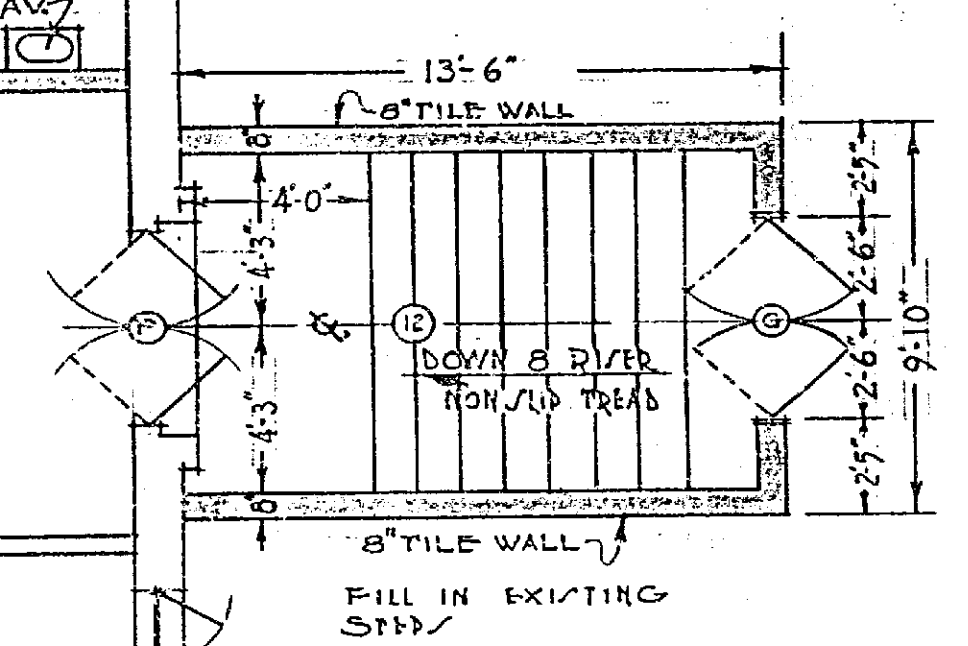 AV.
13'-6"
8" TILE WALL
8"
4'-0"
4'-3"
2'-5"
2'-6"
9'-10"
12
G
DOWN 8 RISER
NON SLIP TREAD
4'-3"
2'-6"
2'-5"
8"
8" TILE WALL
FILL IN EXISTING
STEPS